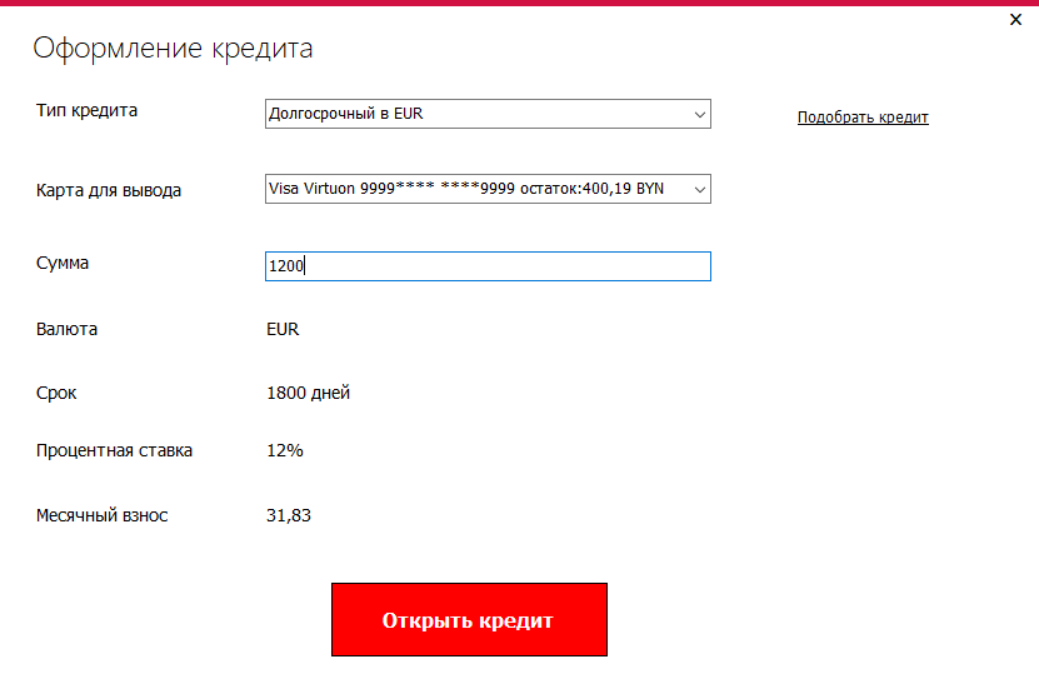 ×
Оформление кредита
Тип кредита Долгосрочный в EUR Подобрать кредит
Карта для вывода Visa Virtuon 9999**** ****9999 остаток:400,19 BYN
Сумма 1200
Валюта EUR
Срок 1800 дней
Процентная ставка 12%
Месячный взнос 31,83
Открыть кредит